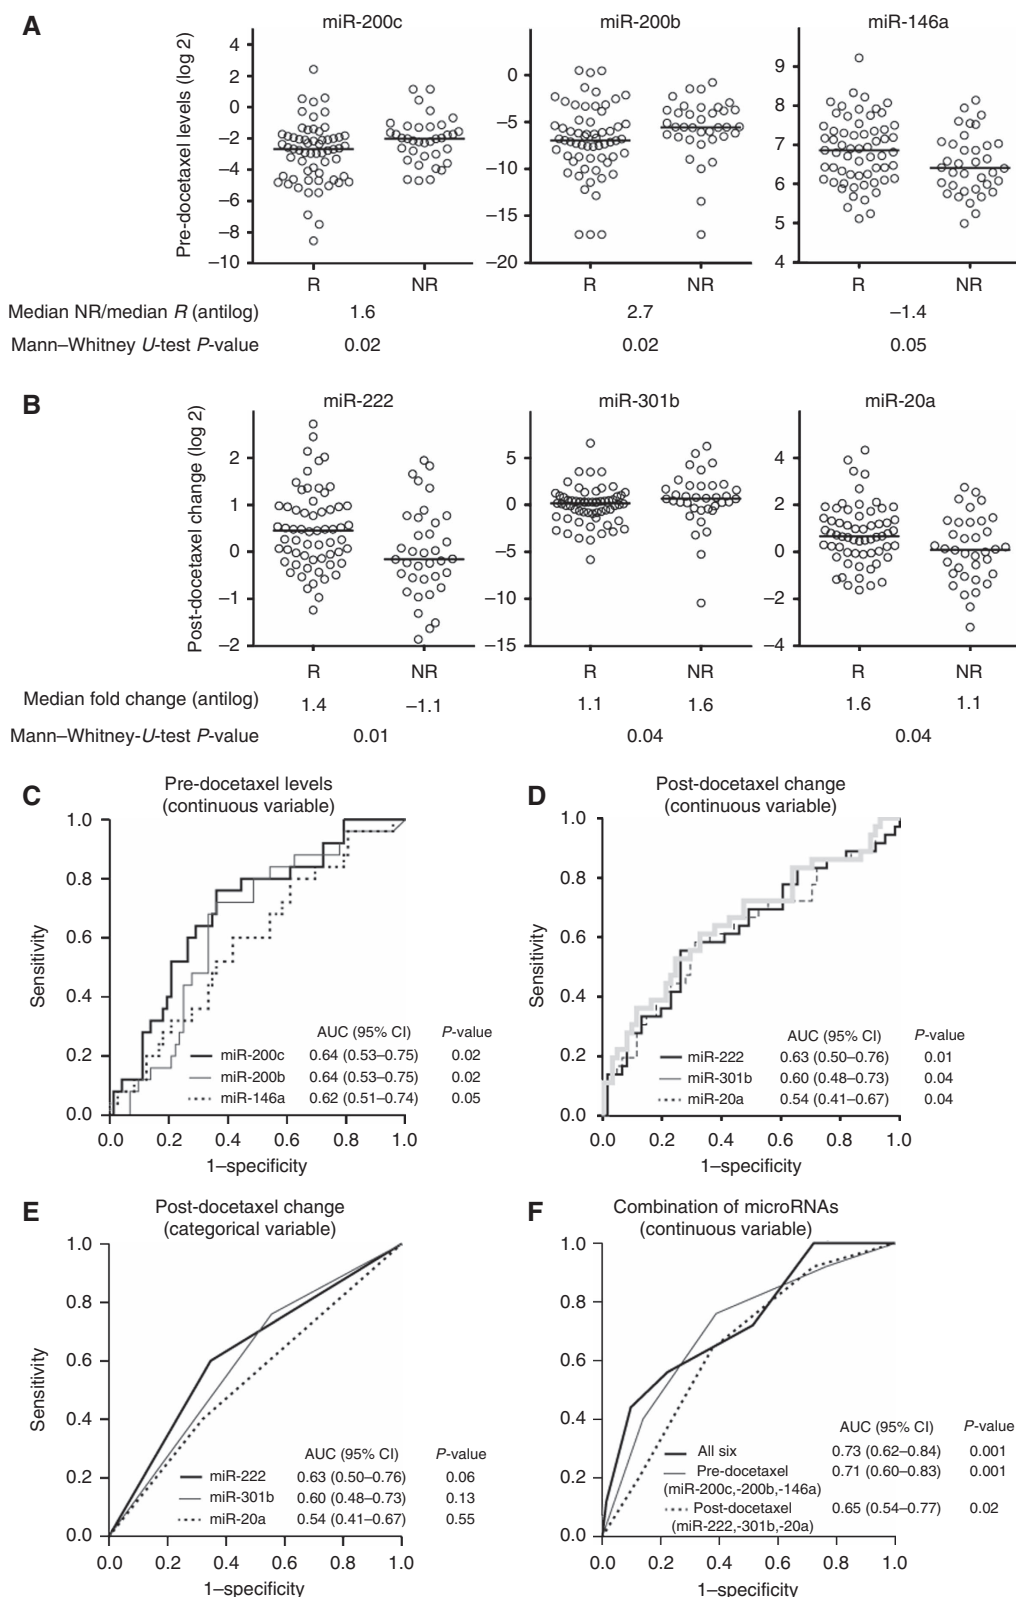 A
miR-200c miR-200b miR-146a
Pre-docetaxel levels (log 2)
4
2
0
–2
–4
–6
–8
–10
0
–5
–10
–15
–20
9
8
7
6
5
4
R NR R NR R NR
Median NR/median R (antilog) 1.6 2.7 –1.4
Mann–Whitney U-test P-value 0.02 0.02 0.05
B
miR-222 miR-301b miR-20a
Post-docetaxel change (log 2)
2
1
0
–1
–2
5
0
–5
–10
–15
4
2
0
–2
–4
R NR R NR R NR
Median fold change (antilog) 1.4 –1.1 1.1 1.6 1.6 1.1
Mann–Whitney-U-test P-value 0.01 0.04 0.04
C
Pre-docetaxel levels
(continuous variable)
Sensitivity
1.0
0.8
0.6
0.4
0.2
0.0
AUC (95% CI) P-value
miR-200c 0.64 (0.53–0.75) 0.02
miR-200b 0.64 (0.53–0.75) 0.02
miR-146a 0.62 (0.51–0.74) 0.05
0.0 0.2 0.4 0.6 0.8 1.0
1–specificity
D
Post-docetaxel change
(continuous variable)
Sensitivity
1.0
0.8
0.6
0.4
0.2
0.0
AUC (95% CI) P-value
miR-222 0.63 (0.50–0.76) 0.01
miR-301b 0.60 (0.48–0.73) 0.04
miR-20a 0.54 (0.41–0.67) 0.04
0.0 0.2 0.4 0.6 0.8 1.0
1–specificity
E
Post-docetaxel change
(categorical variable)
Sensitivity
1.0
0.8
0.6
0.4
0.2
0.0
AUC (95% CI) P-value
miR-222 0.63 (0.50–0.76) 0.06
miR-301b 0.60 (0.48–0.73) 0.13
miR-20a 0.54 (0.41–0.67) 0.55
0.0 0.2 0.4 0.6 0.8 1.0
1–specificity
F
Combination of microRNAs
(continuous variable)
1.0
0.8
0.6
0.4
0.2
0.0
AUC (95% CI) P-value
All six 0.73 (0.62–0.84) 0.001
Pre-docetaxel 0.71 (0.60–0.83) 0.001
(miR-200c,-200b,-146a)
Post-docetaxel 0.65 (0.54–0.77) 0.02
(miR-222,-301b,-20a)
0.0 0.2 0.4 0.6 0.8 1.0
1–specificity